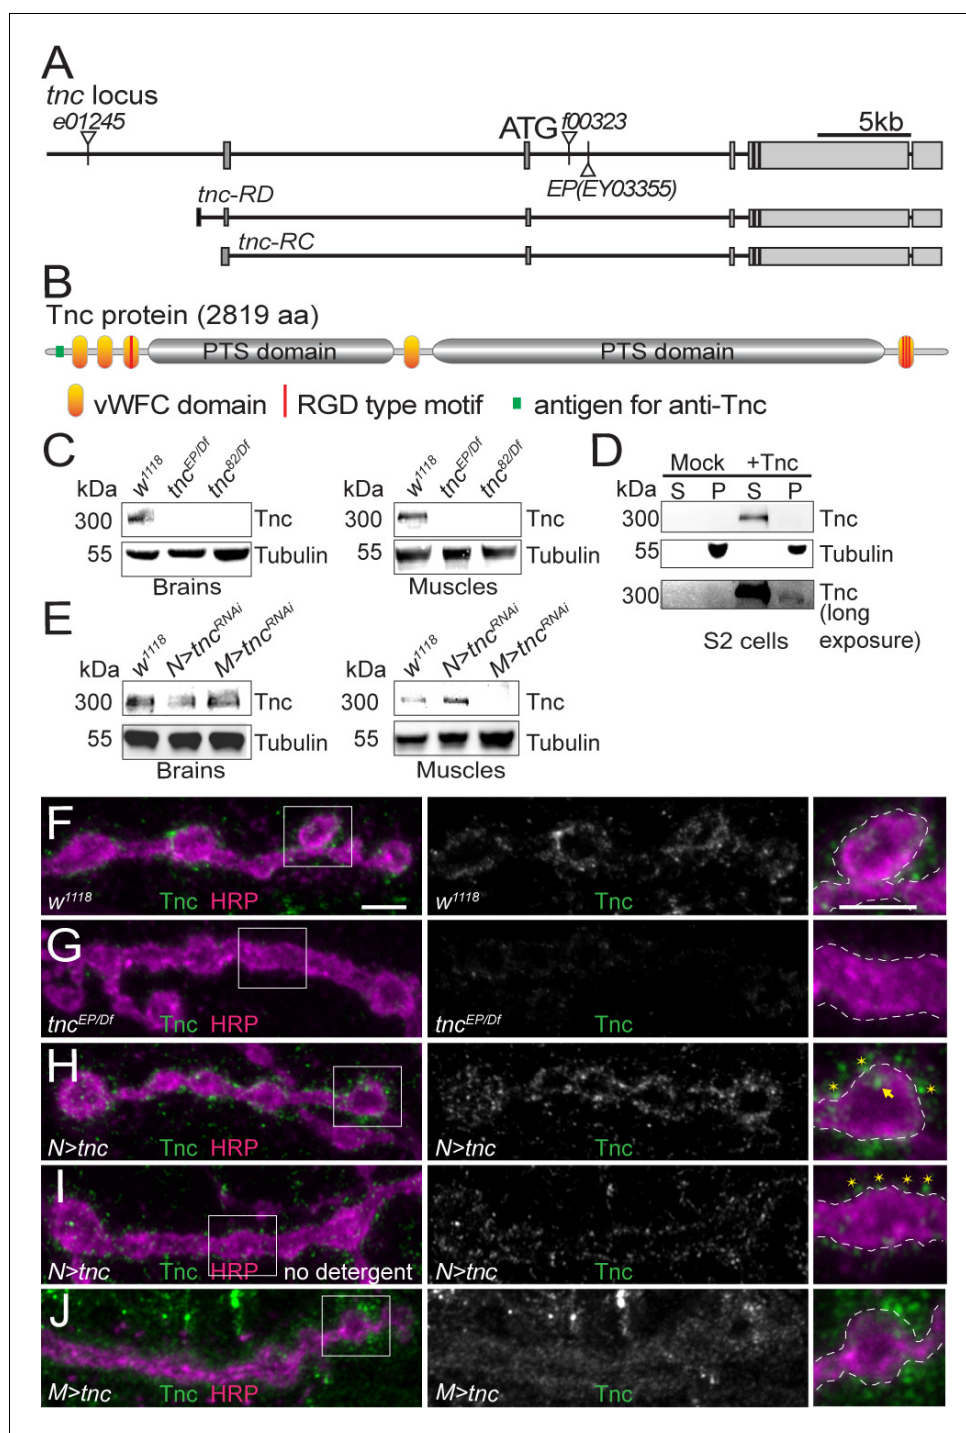 A
tnc locus
e01245
ATG
f00323
5kb
EP(EY03355)
tnc-RD
tnc-RC
B
Tnc protein (2819 aa)
PTS domain
PTS domain
vWFC domain
RGD type motif
antigen for anti-Tnc
C
kDa
w1118
tncEP/Df
tnc82/Df
300
Tnc
55
Tubulin
Brains
kDa
w1118
tncEP/Df
tnc82/Df
300
Tnc
55
Tubulin
Muscles
D
Mock
+Tnc
kDa
S
P
S
P
300
Tnc
55
Tubulin
300
Tnc
(long
exposure)
S2 cells
E
kDa
w1118
N>tncRNAi
M>tncRNAi
300
Tnc
55
Tubulin
Brains
kDa
w1118
N>tncRNAi
M>tncRNAi
300
Tnc
55
Tubulin
Muscles
F
w1118
Tnc HRP
w1118
Tnc
G
tncEP/Df
Tnc HRP
tncEP/Df
Tnc
H
N>tnc
Tnc HRP
N>tnc
Tnc
I
N>tnc
Tnc HRP
no detergent
N>tnc
Tnc
J
M>tnc
Tnc HRP
M>tnc
Tnc